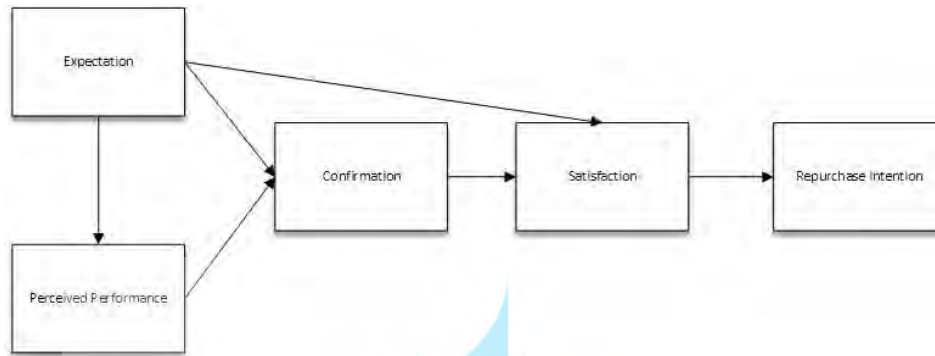 Expectation
Confirmation
Satisfaction
Repurchase Intention
Perceived Performance